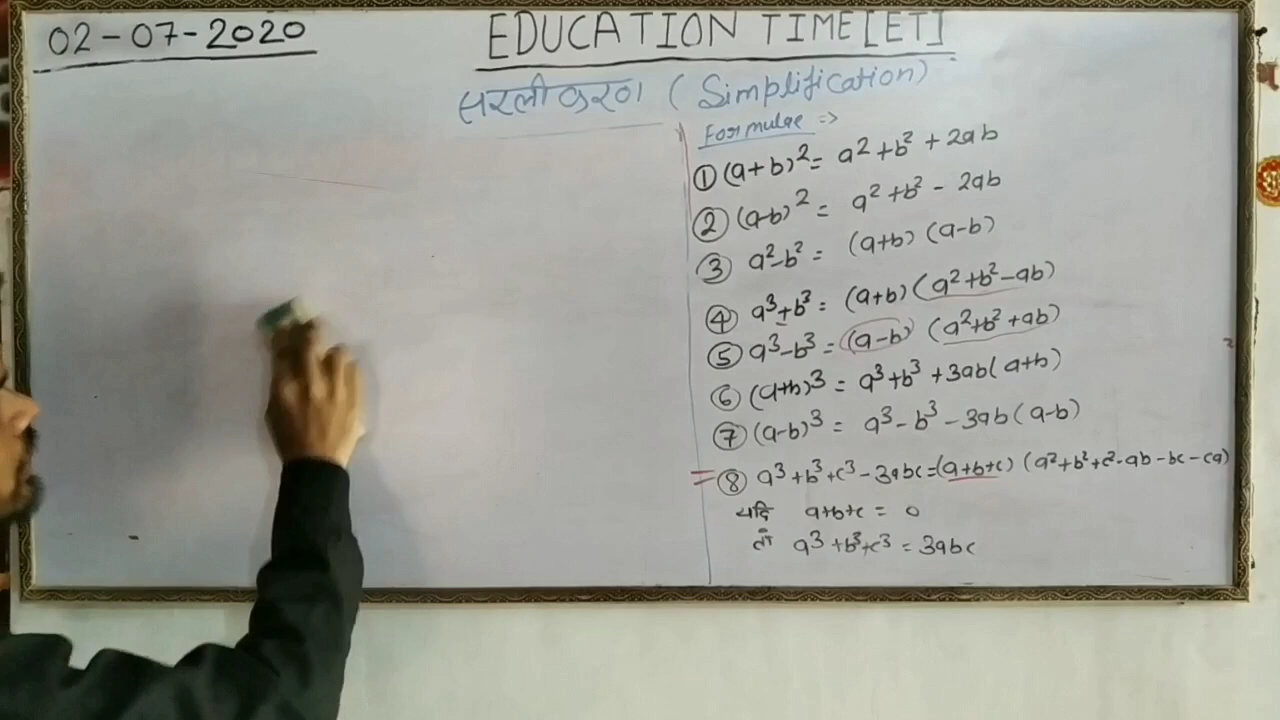 02-07-2020
EDUCATION TIME[ET]
सरलीकरण (Simplification)
Formulae ⇒
① (a+b)² = a²+b²+2ab
② (a-b)² = a²+b²-2ab
③ a²-b² = (a+b) (a-b)
④ a³+b³ = (a+b) (a²+b²-ab)
⑤ a³-b³ = (a-b) (a²+b²+ab)
⑥ (a+b)³ = a³+b³+3ab(a+b)
⑦ (a-b)³ = a³-b³-3ab(a-b)
⑧ a³+b³+c³-3abc=(a+b+c) (a²+b²+c²-ab-bc-ca)
यदि a+b+c = 0
तो a³+b³+c³ = 3abc